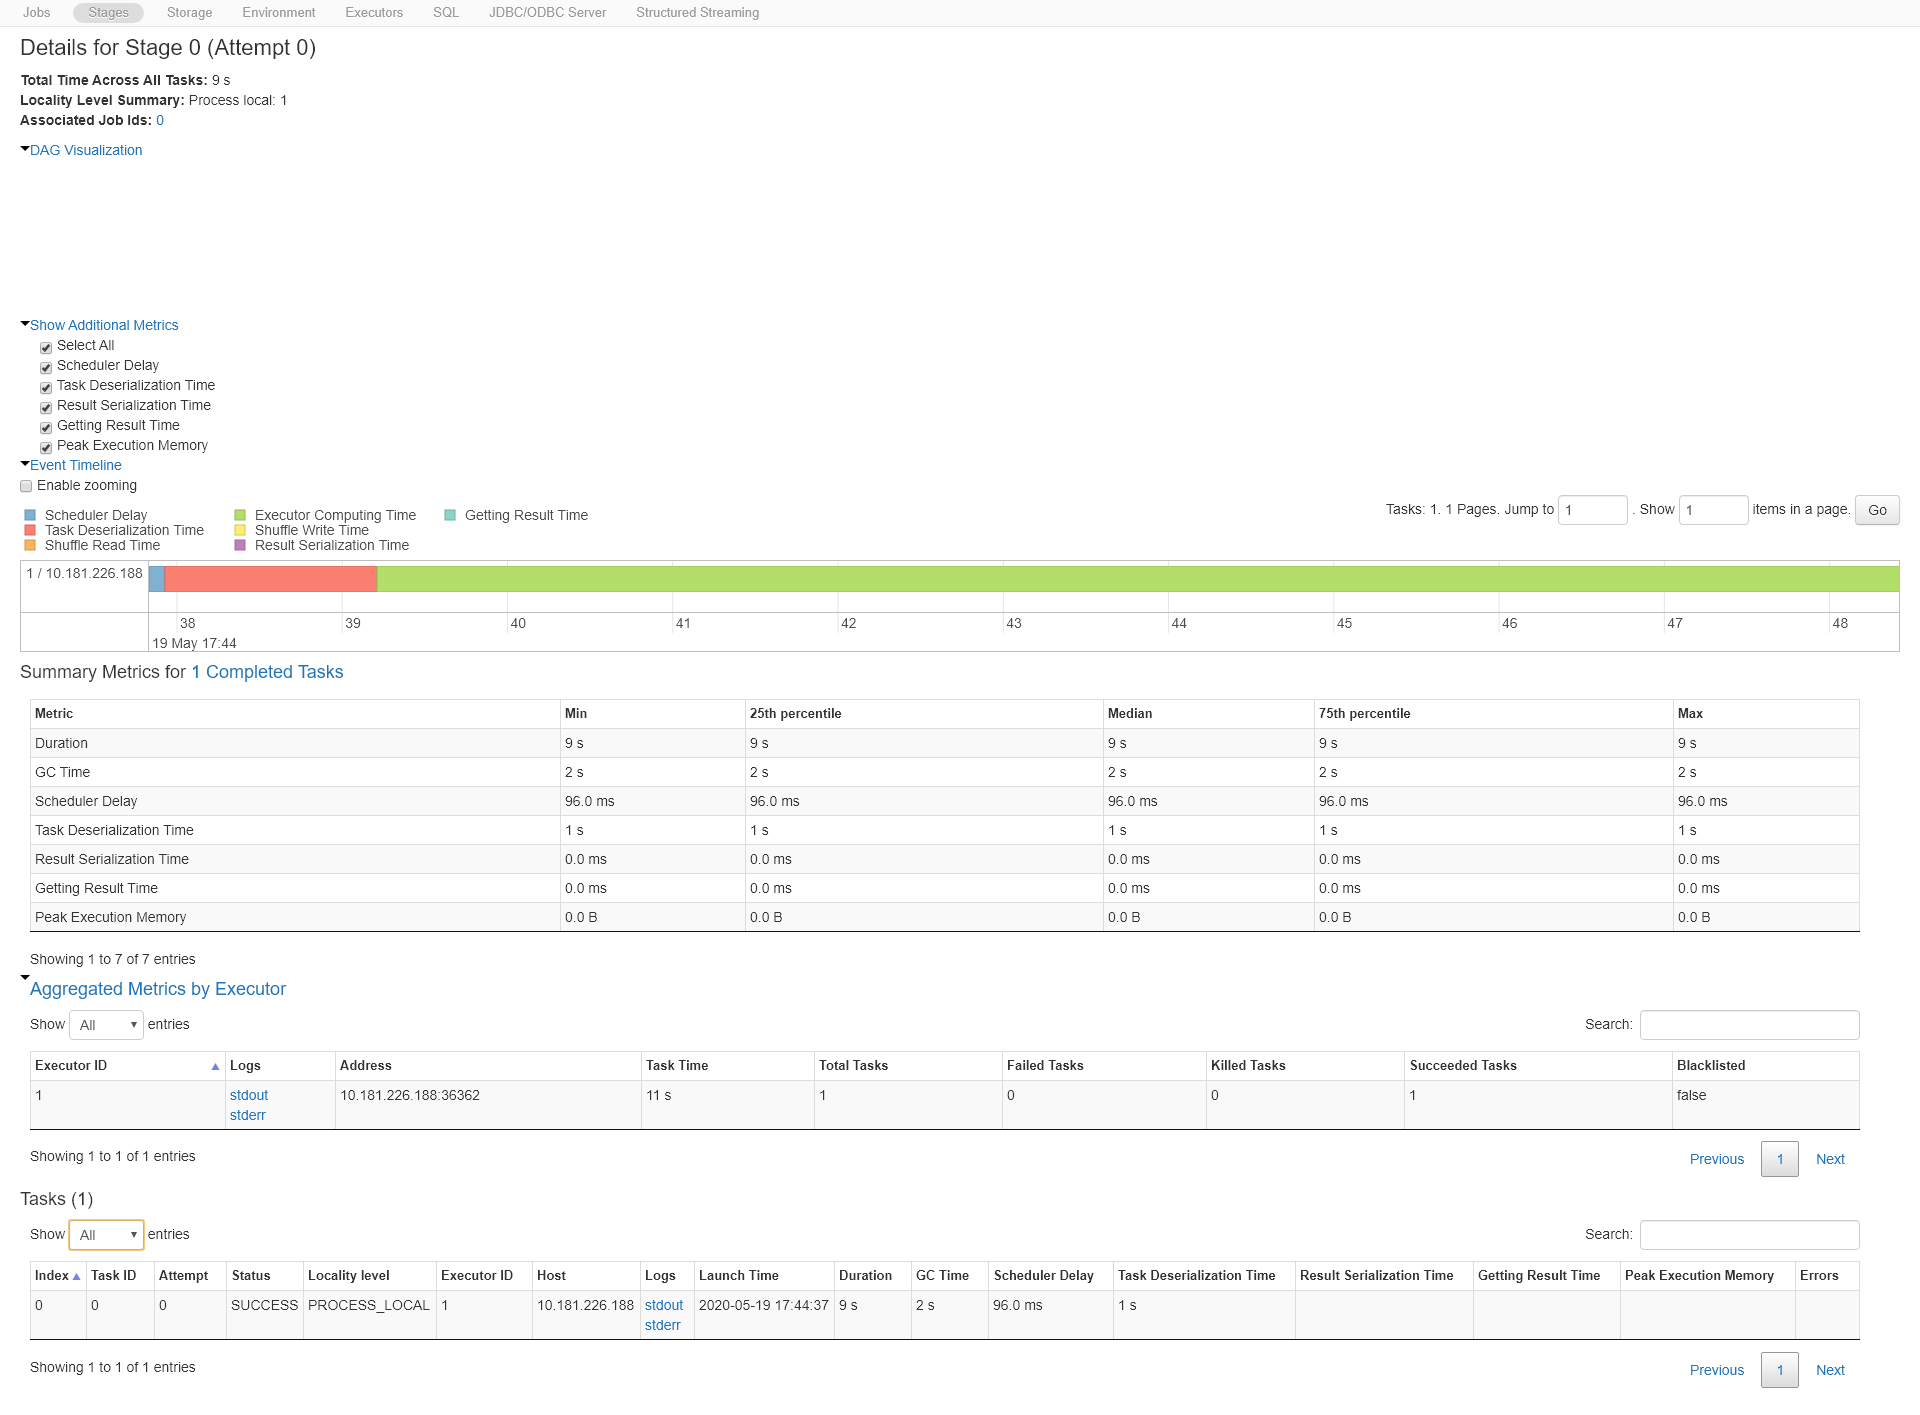 Jobs Stages Storage Environment Executors SQL JDBC/ODBC Server Structured Streaming
Details for Stage 0 (Attempt 0)
Total Time Across All Tasks: 9 s
Locality Level Summary: Process local: 1
Associated Job Ids: 0
DAG Visualization
Show Additional Metrics
Select All
Scheduler Delay
Task Deserialization Time
Result Serialization Time
Getting Result Time
Peak Execution Memory
Event Timeline
Enable zooming
Tasks: 1. 1 Pages. Jump to 1 . Show 1 items in a page. Go
Scheduler Delay Executor Computing Time Getting Result Time
Task Deserialization Time Shuffle Write Time
Shuffle Read Time Result Serialization Time
1 / 10.181.226.188
38 39 40 41 42 43 44 45 46 47 48
19 May 17:44
Summary Metrics for 1 Completed Tasks
Metric Min 25th percentile Median 75th percentile Max
Duration 9 s 9 s 9 s 9 s 9 s
GC Time 2 s 2 s 2 s 2 s 2 s
Scheduler Delay 96.0 ms 96.0 ms 96.0 ms 96.0 ms 96.0 ms
Task Deserialization Time 1 s 1 s 1 s 1 s 1 s
Result Serialization Time 0.0 ms 0.0 ms 0.0 ms 0.0 ms 0.0 ms
Getting Result Time 0.0 ms 0.0 ms 0.0 ms 0.0 ms 0.0 ms
Peak Execution Memory 0.0 B 0.0 B 0.0 B 0.0 B 0.0 B
Showing 1 to 7 of 7 entries
Aggregated Metrics by Executor
Show All entries Search:
Executor ID Logs Address Task Time Total Tasks Failed Tasks Killed Tasks Succeeded Tasks Blacklisted
1 stdout 10.181.226.188:36362 11 s 1 0 0 1 false
stderr
Showing 1 to 1 of 1 entries Previous 1 Next
Tasks (1)
Show All entries Search:
Index Task ID Attempt Status Locality level Executor ID Host Logs Launch Time Duration GC Time Scheduler Delay Task Deserialization Time Result Serialization Time Getting Result Time Peak Execution Memory Errors
0 0 0 SUCCESS PROCESS_LOCAL 1 10.181.226.188 stdout 2020-05-19 17:44:37 9 s 2 s 96.0 ms 1 s
stderr
Showing 1 to 1 of 1 entries Previous 1 Next